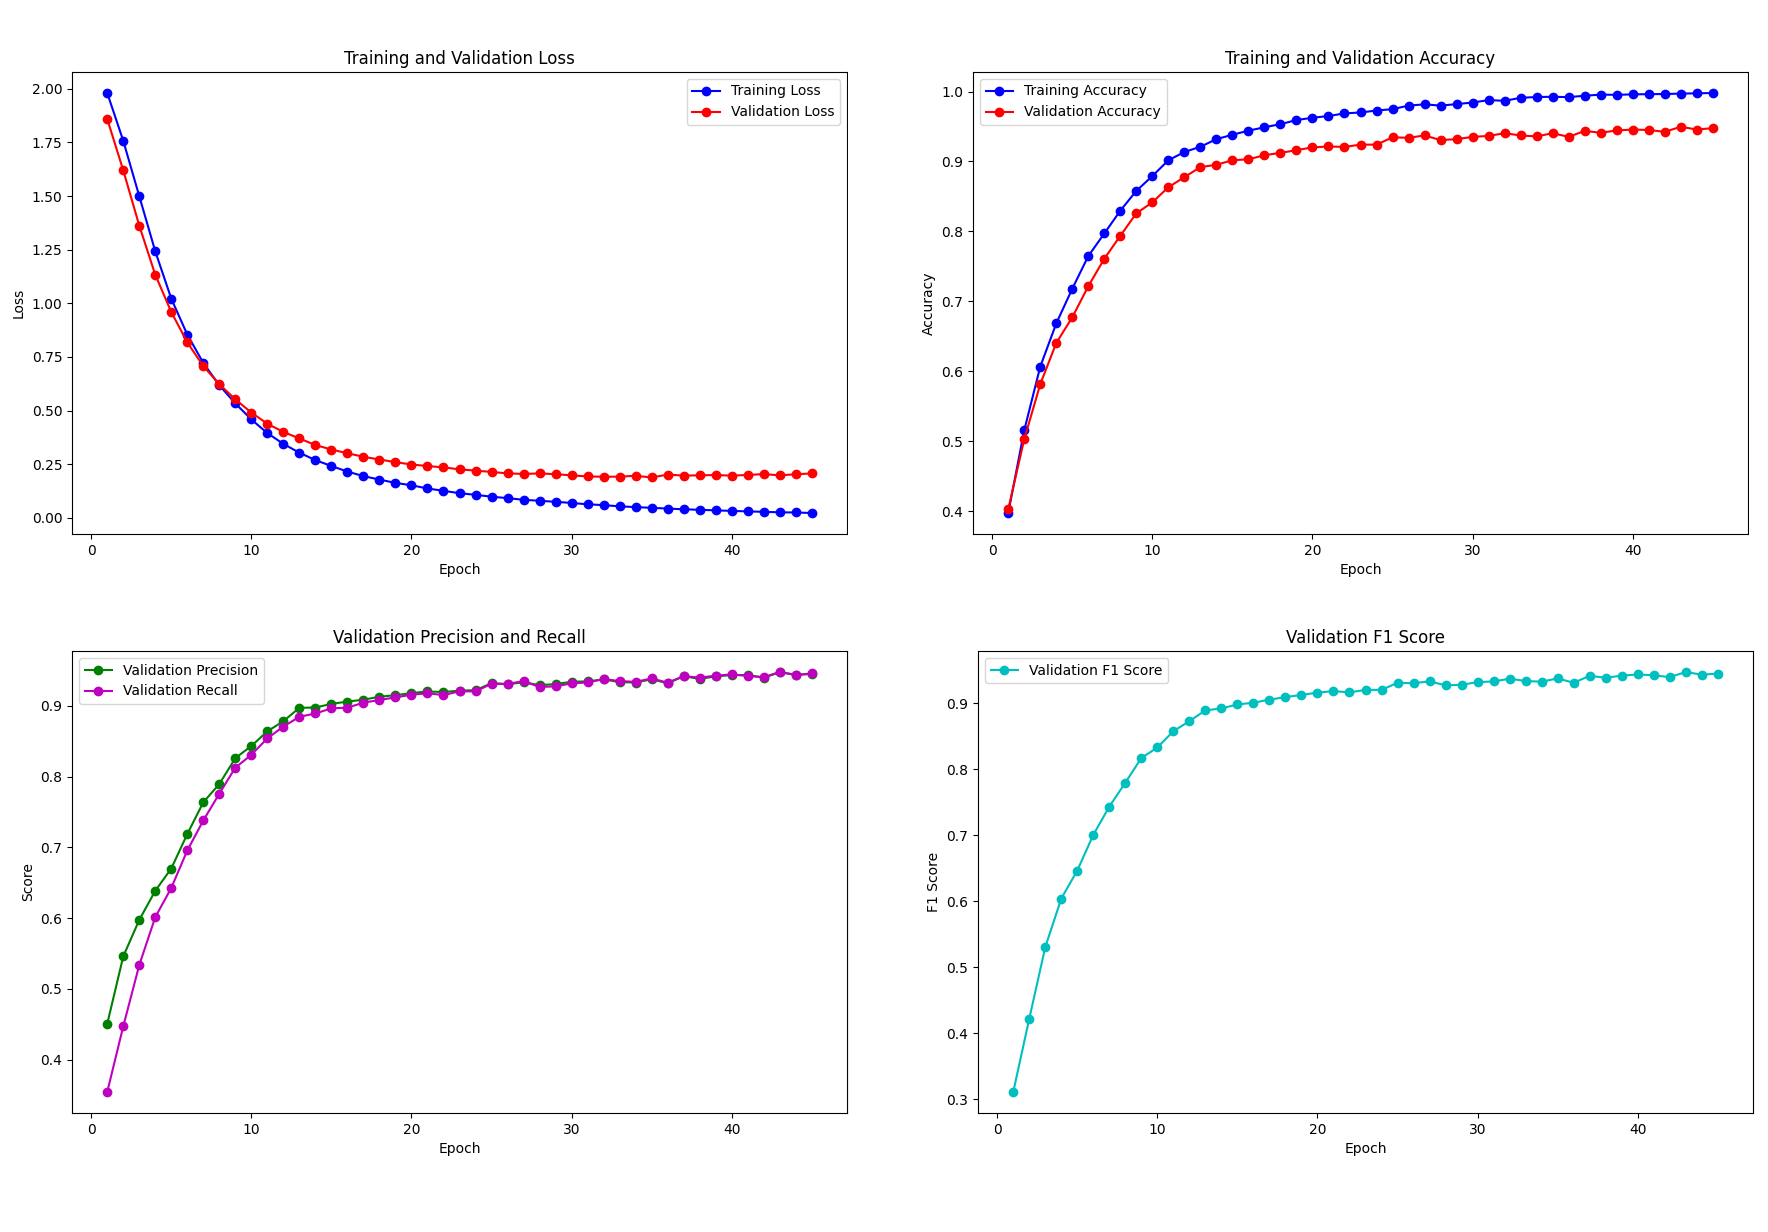 Training and Validation Loss
Training Loss
Validation Loss
2.00
1.75
1.50
1.25
1.00
0.75
0.50
0.25
0.00
Loss
0
10
20
30
40
Epoch
Training and Validation Accuracy
Training Accuracy
Validation Accuracy
1.0
0.9
0.8
0.7
0.6
0.5
0.4
Accuracy
0
10
20
30
40
Epoch
Validation Precision and Recall
Validation Precision
Validation Recall
0.9
0.8
0.7
0.6
0.5
0.4
Score
0
10
20
30
40
Epoch
Validation F1 Score
Validation F1 Score
0.9
0.8
0.7
0.6
0.5
0.4
0.3
F1 Score
0
10
20
30
40
Epoch